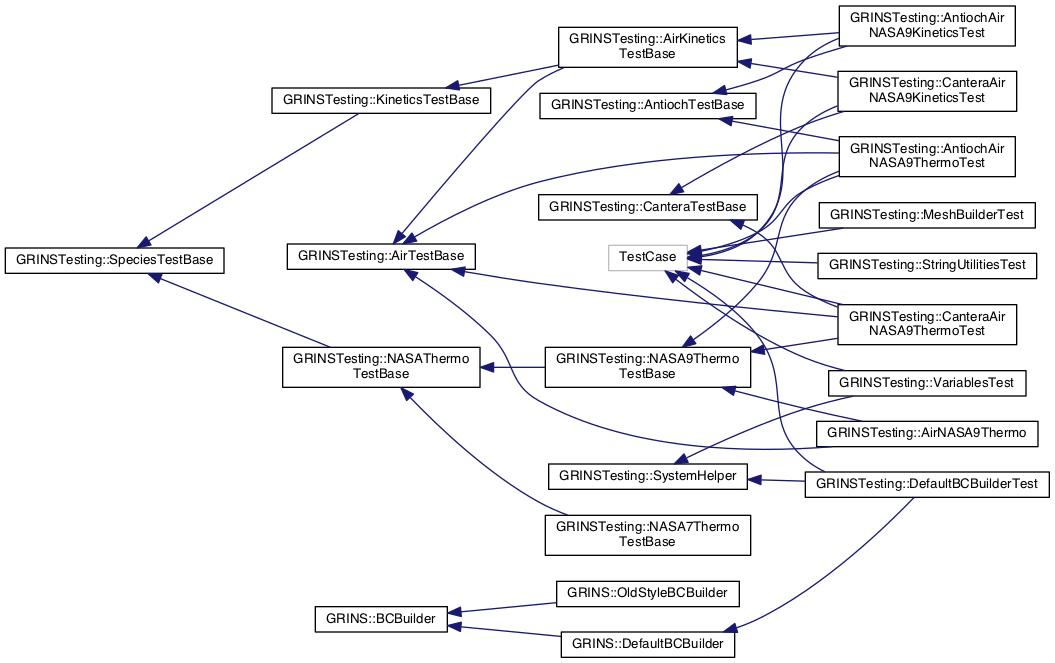 GRINSTesting::AntiochAir
NASA9KineticsTest
GRINSTesting::AirKinetics
TestBase
GRINSTesting::CanteraAir
NASA9KineticsTest
GRINSTesting::KineticsTestBase
GRINSTesting::AntiochTestBase
GRINSTesting::AntiochAir
NASA9ThermoTest
GRINSTesting::CanteraTestBase
GRINSTesting::MeshBuilderTest
GRINSTesting::SpeciesTestBase
GRINSTesting::AirTestBase
TestCase
GRINSTesting::StringUtilitiesTest
GRINSTesting::CanteraAir
NASA9ThermoTest
GRINSTesting::NASAThermo
TestBase
GRINSTesting::NASA9Thermo
TestBase
GRINSTesting::VariablesTest
GRINSTesting::AirNASA9Thermo
GRINSTesting::SystemHelper
GRINSTesting::DefaultBCBuilderTest
GRINSTesting::NASA7Thermo
TestBase
GRINS::OldStyleBCBuilder
GRINS::BCBuilder
GRINS::DefaultBCBuilder